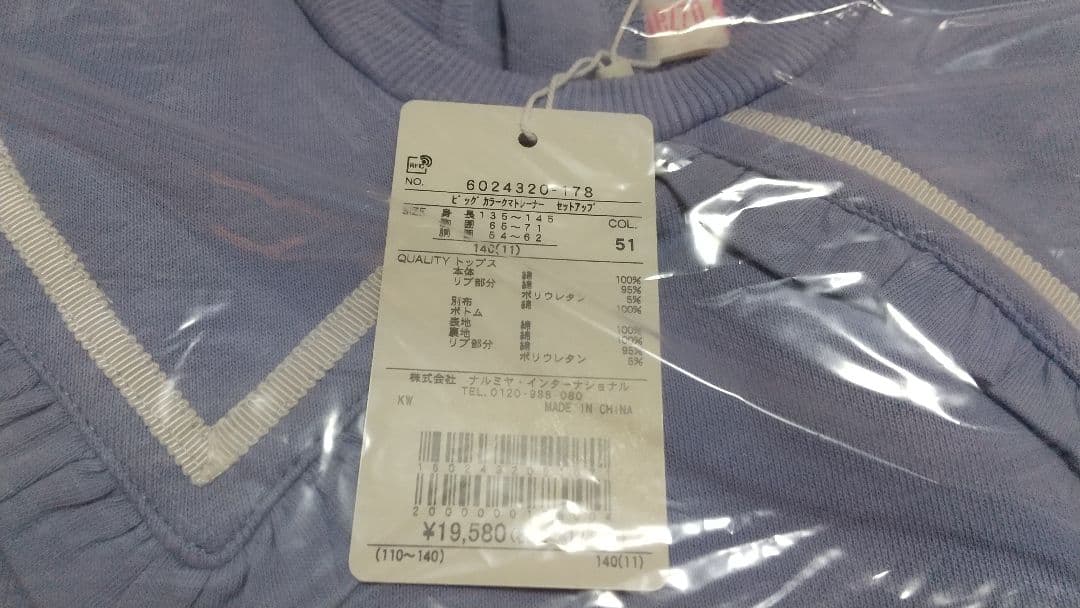 RFID
NO. 6024320-178
ビッグカラークマトレーナー セットアップ
SIZE 身長 135～145 COL.
胸囲 65～71
胴囲 54～62 51
140(11)
QUALITY トップス
本体 綿 100%
リブ部分 綿 95%
ポリウレタン 5%
別布 綿 100%
ボトム
表地 綿 100%
裏地 綿 100%
リブ部分 綿 95%
ポリウレタン 5%
株式会社 ナルミヤ・インターナショナル
TEL.0120-986-080
KW MADE IN CHINA
¥19,580
(110～140) 140(11)